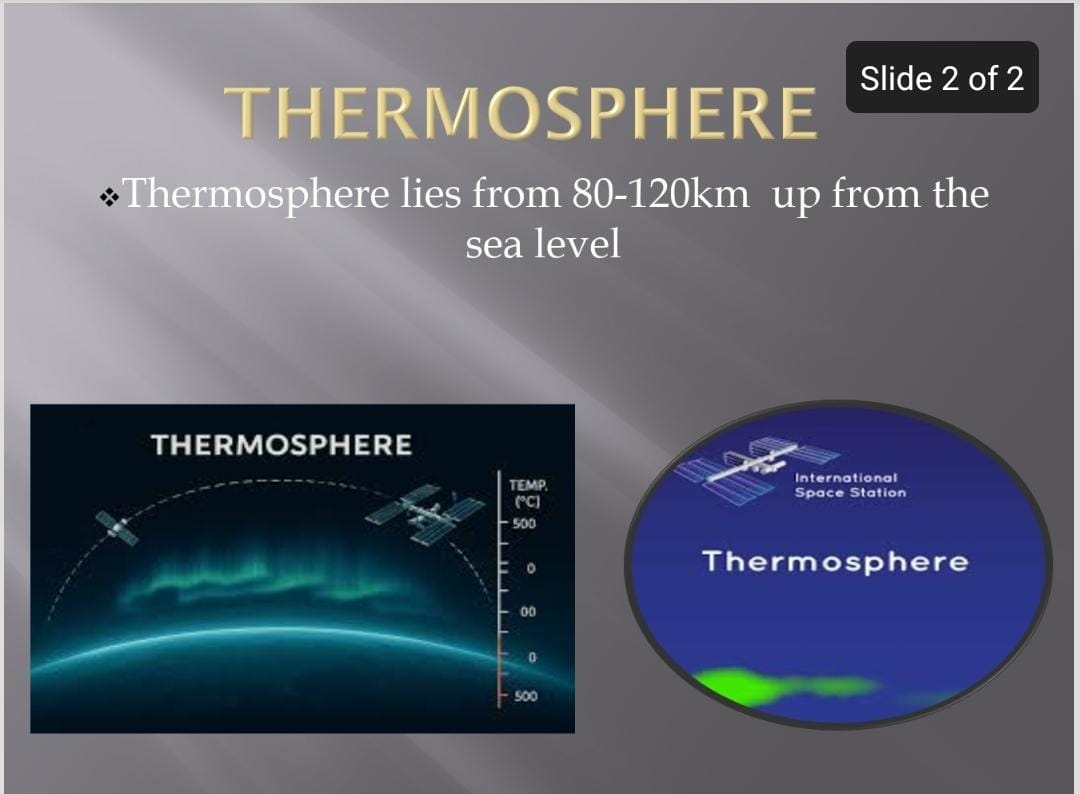 Slide 2 of 2
THERMOSPHERE
❖Thermosphere lies from 80-120km up from the
sea level
THERMOSPHERE
TEMP.
(°C)
500
0
00
0
500
International
Space Station
Thermosphere